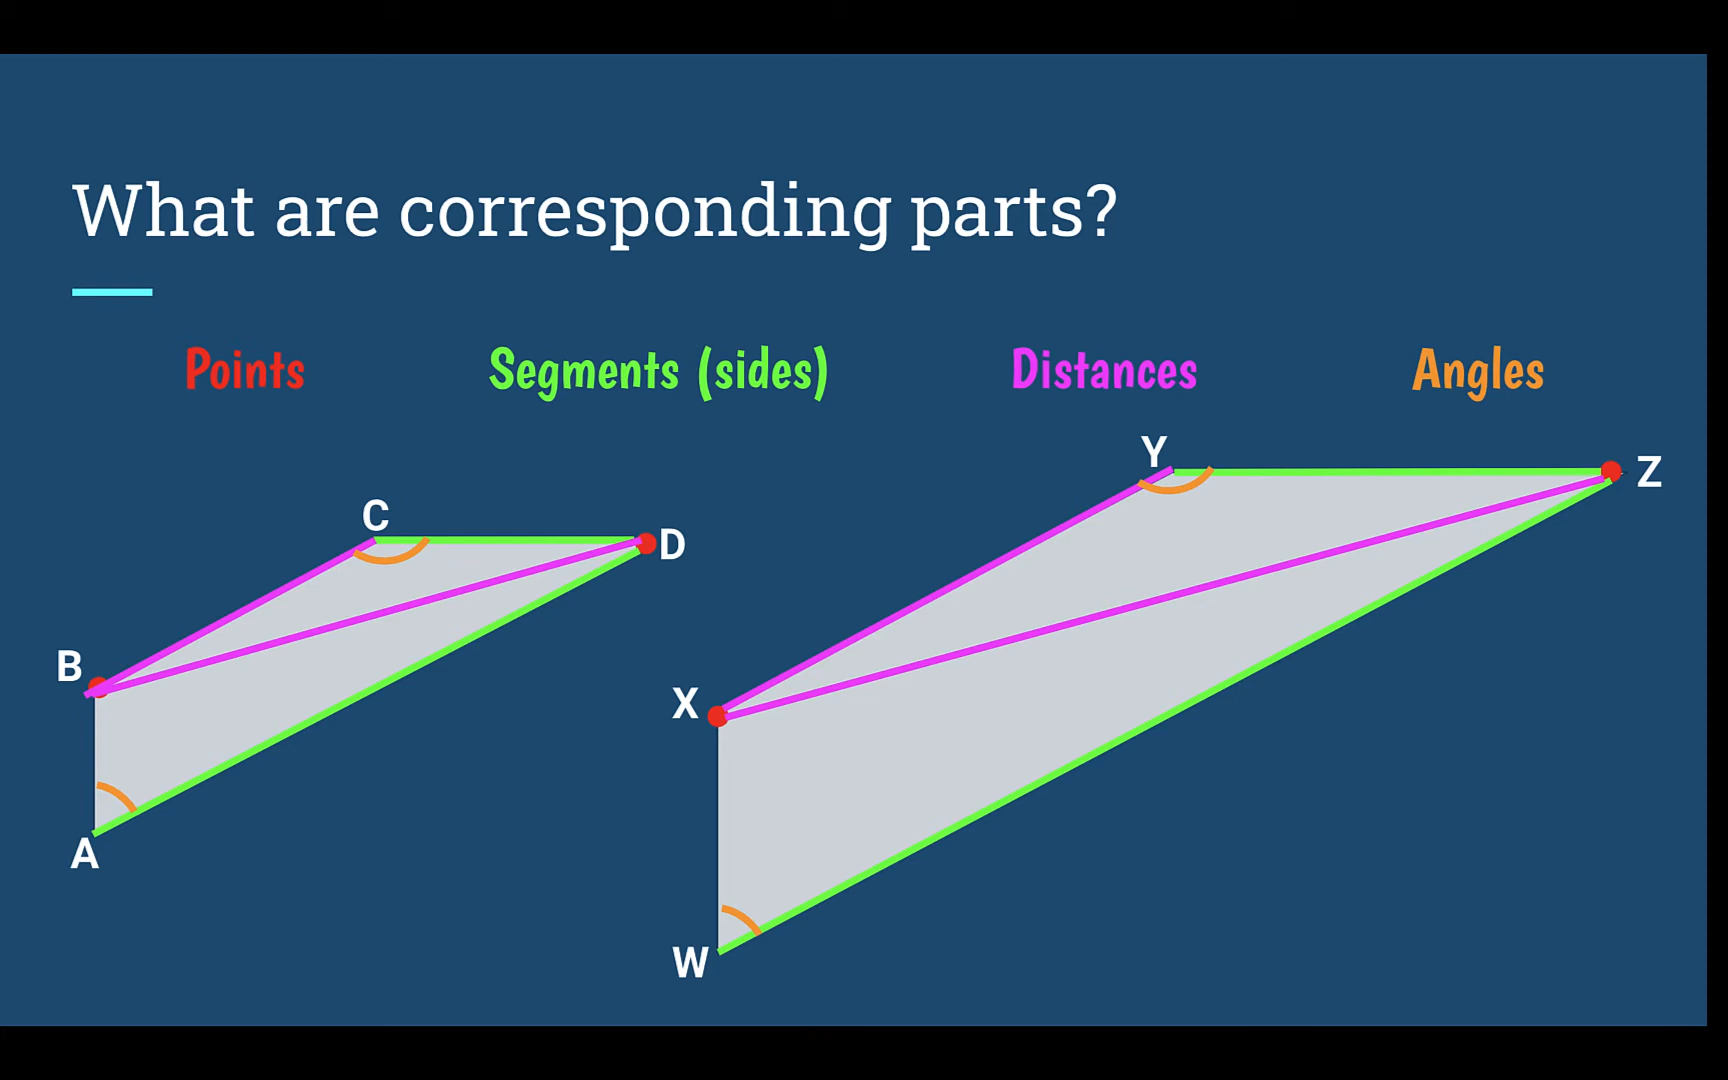 What are corresponding parts?
Points Segments (sides) Distances Angles
Y
Z
C
D
B
X
A
W